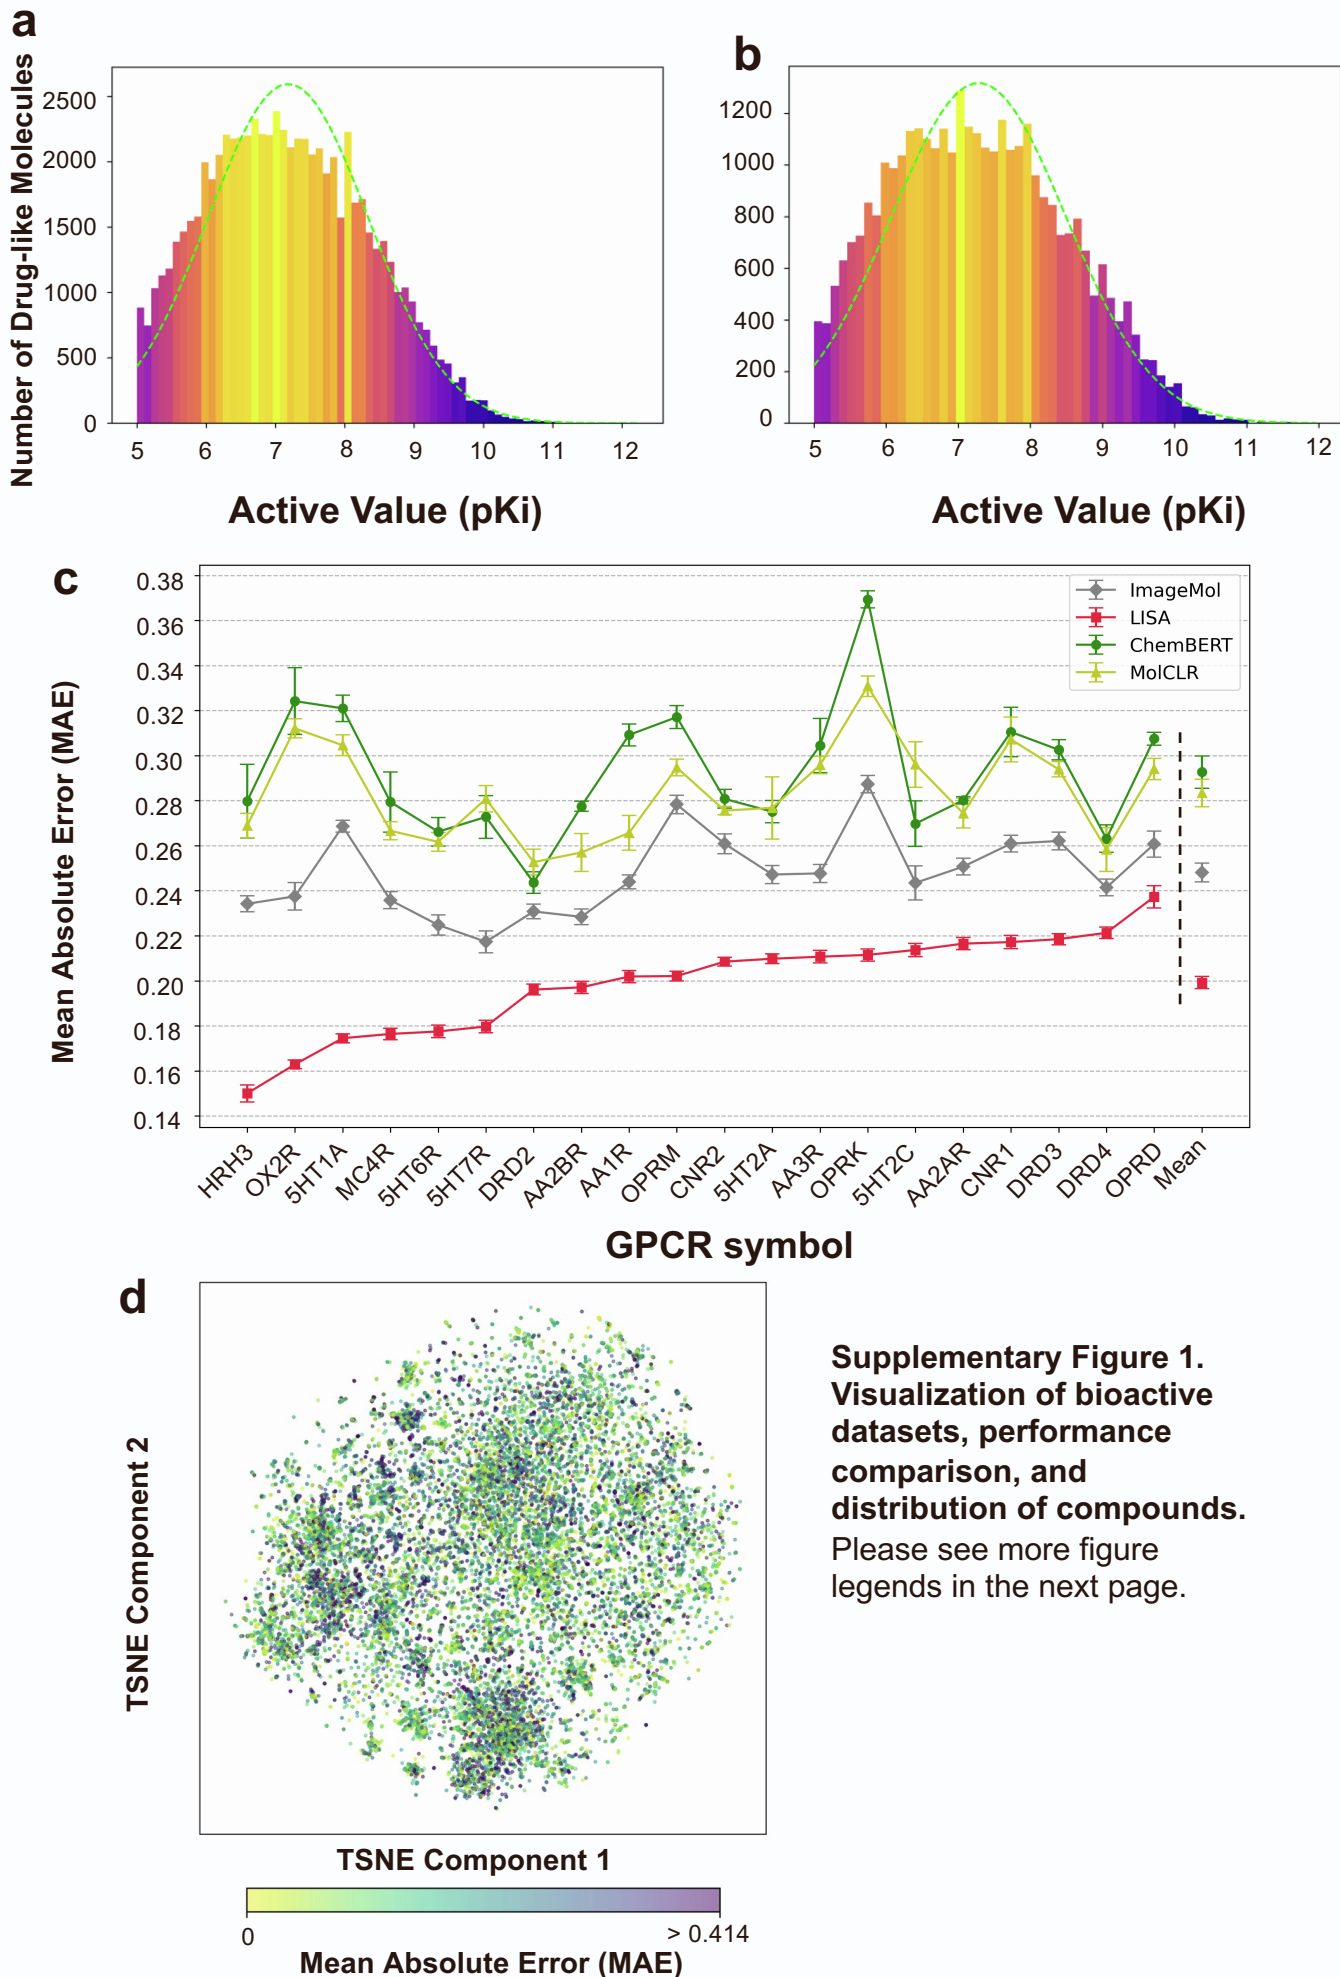 a
b
Number of Drug-like Molecules
2500
2000
1500
1000
500
0
5 6 7 8 9 10 11 12
Active Value (pKi)
1200
1000
800
600
400
200
0
5 6 7 8 9 10 11 12
Active Value (pKi)
c
Mean Absolute Error (MAE)
0.38
0.36
0.34
0.32
0.30
0.28
0.26
0.24
0.22
0.20
0.18
0.16
0.14
ImageMol
LISA
ChemBERT
MolCLR
HRH3
OX2R
5HT1A
MC4R
5HT6R
5HT7R
DRD2
AA2BR
AA1R
OPRM
CNR2
5HT2A
AA3R
OPRK
5HT2C
AA2AR
CNR1
DRD3
DRD4
OPRD
Mean
GPCR symbol
d
TSNE Component 2
TSNE Component 1
0
> 0.414
Mean Absolute Error (MAE)
Supplementary Figure 1.
Visualization of bioactive
datasets, performance
comparison, and
distribution of compounds.
Please see more figure
legends in the next page.